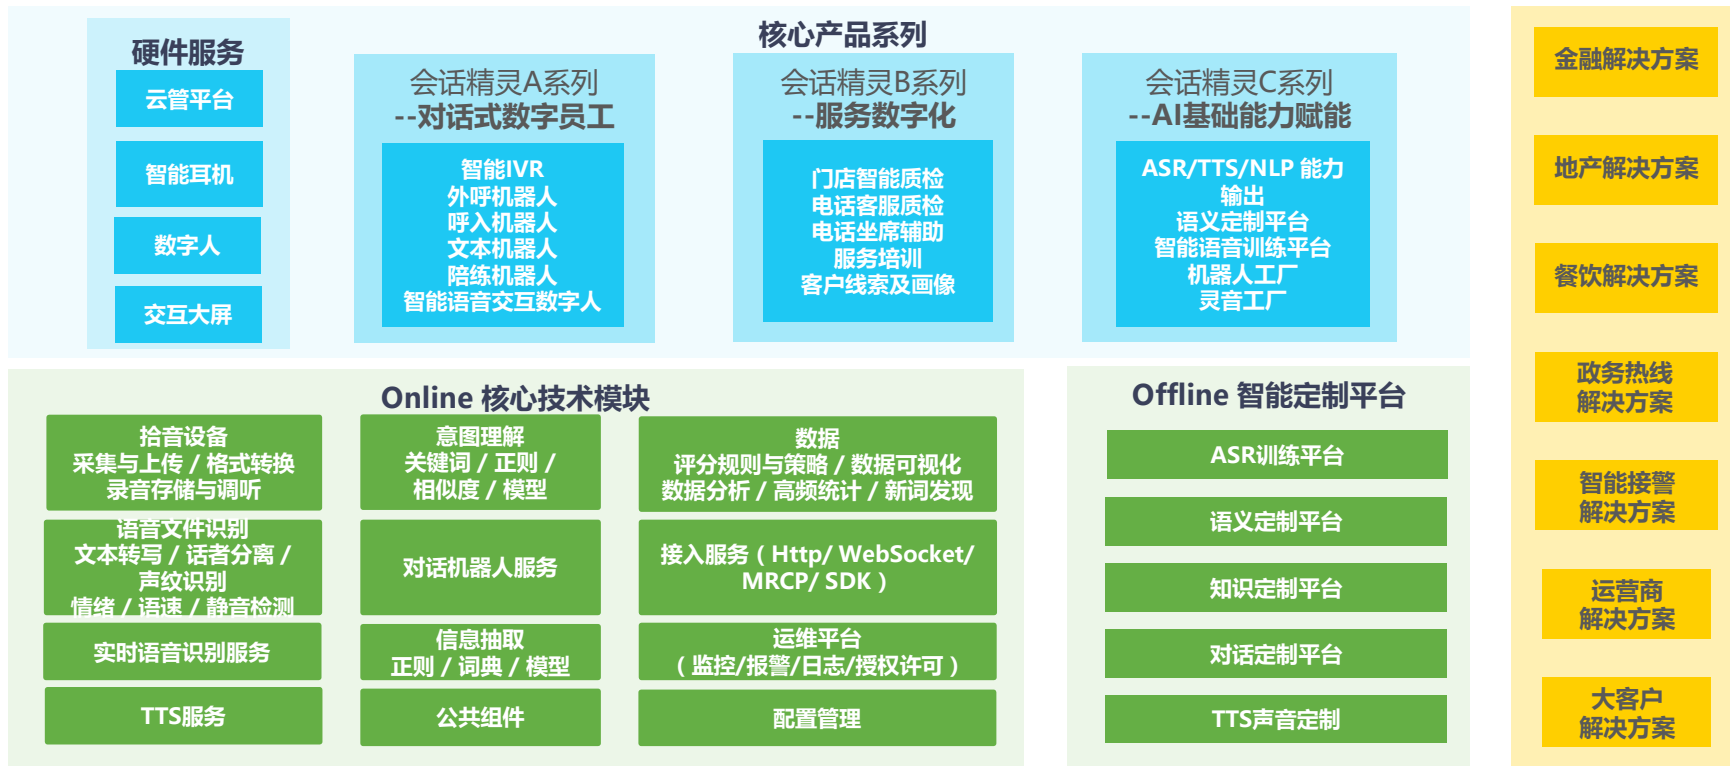 核心产品系列
硬件服务
云管平台
智能耳机
数字人
交互大屏
会话精灵A系列
--对话式数字员工
智能IVR
外呼机器人
呼入机器人
文本机器人
陪练机器人
智能语音交互数字人
会话精灵B系列
--服务数字化
门店智能质检
电话客服质检
电话坐席辅助
服务培训
客户线索及画像
会话精灵C系列
--AI基础能力赋能
ASR/TTS/NLP 能力
输出
语义定制平台
智能语音训练平台
机器人工厂
灵音工厂
Online 核心技术模块
拾音设备
采集与上传 / 格式转换
录音存储与调听
语音文件识别
文本转写 / 话者分离 /
声纹识别
情绪 / 语速 / 静音检测
实时语音识别服务
TTS服务
意图理解
关键词 / 正则 /
相似度 / 模型
对话机器人服务
信息抽取
正则 / 词典 / 模型
公共组件
数据
评分规则与策略 / 数据可视化
数据分析 / 高频统计 / 新词发现
接入服务（Http/ WebSocket/
MRCP/ SDK）
运维平台
（监控/报警/日志/授权许可）
配置管理
Offline 智能定制平台
ASR训练平台
语义定制平台
知识定制平台
对话定制平台
TTS声音定制
金融解决方案
地产解决方案
餐饮解决方案
政务热线
解决方案
智能接警
解决方案
运营商
解决方案
大客户
解决方案